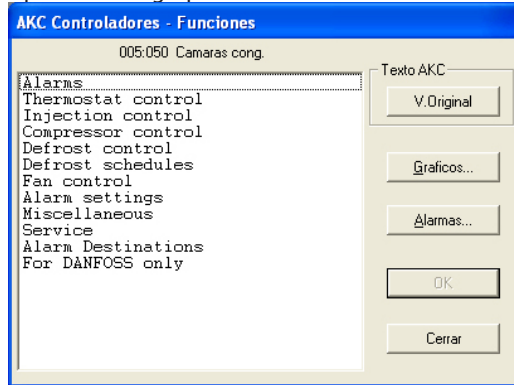 AKC Controladores - Funciones
005:050 Camaras cong.
Alarms
Thermostat control
Injection control
Compressor control
Defrost control
Defrost schedules
Fan control
Alarm settings
Miscellaneous
Service
Alarm Destinations
For DANFOSS only
Texto AKC
V.Original
Graficos...
Alarmas...
OK
Cerrar